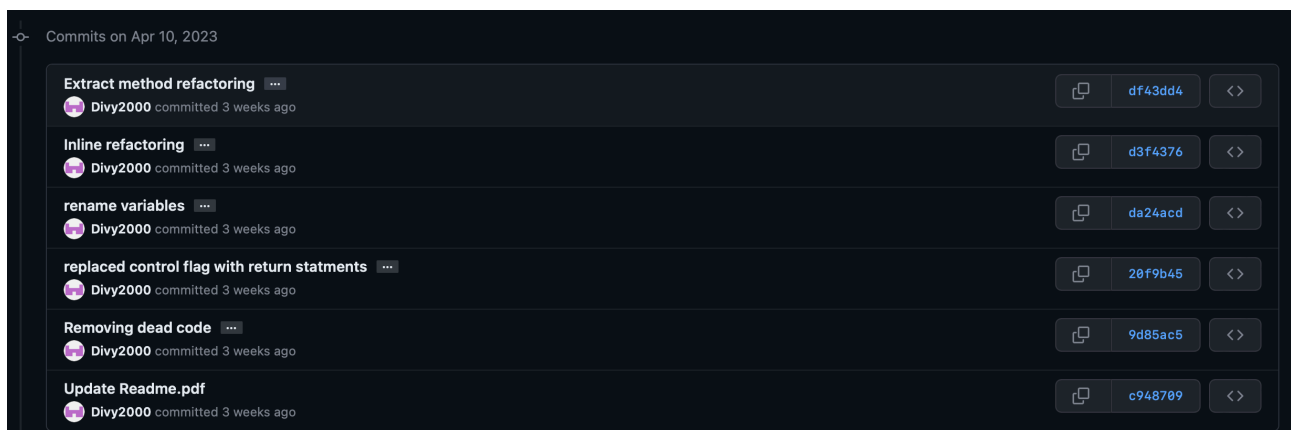 Commits on Apr 10, 2023
Extract method refactoring ...
Divy2000 committed 3 weeks ago
df43dd4
Inline refactoring ...
Divy2000 committed 3 weeks ago
d3f4376
rename variables ...
Divy2000 committed 3 weeks ago
da24acd
replaced control flag with return statments ...
Divy2000 committed 3 weeks ago
20f9b45
Removing dead code ...
Divy2000 committed 3 weeks ago
9d85ac5
Update Readme.pdf
Divy2000 committed 3 weeks ago
c948709